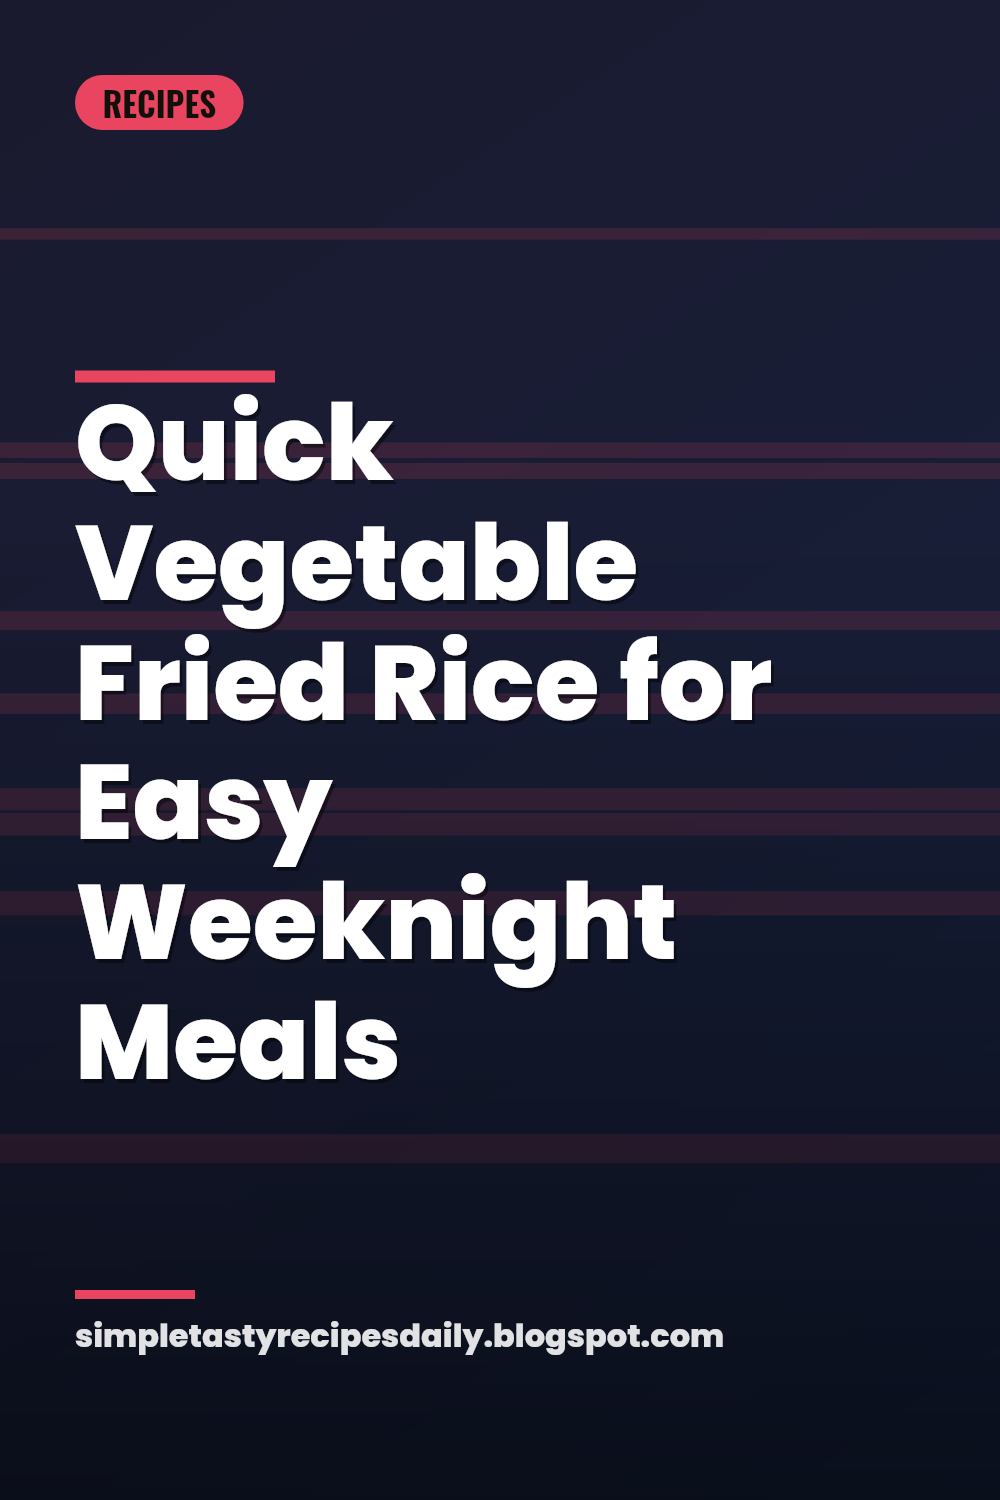 RECIPES
Quick
Vegetable
Fried Rice for
Easy
Weeknight
Meals
simpletastyrecipesdaily.blogspot.com